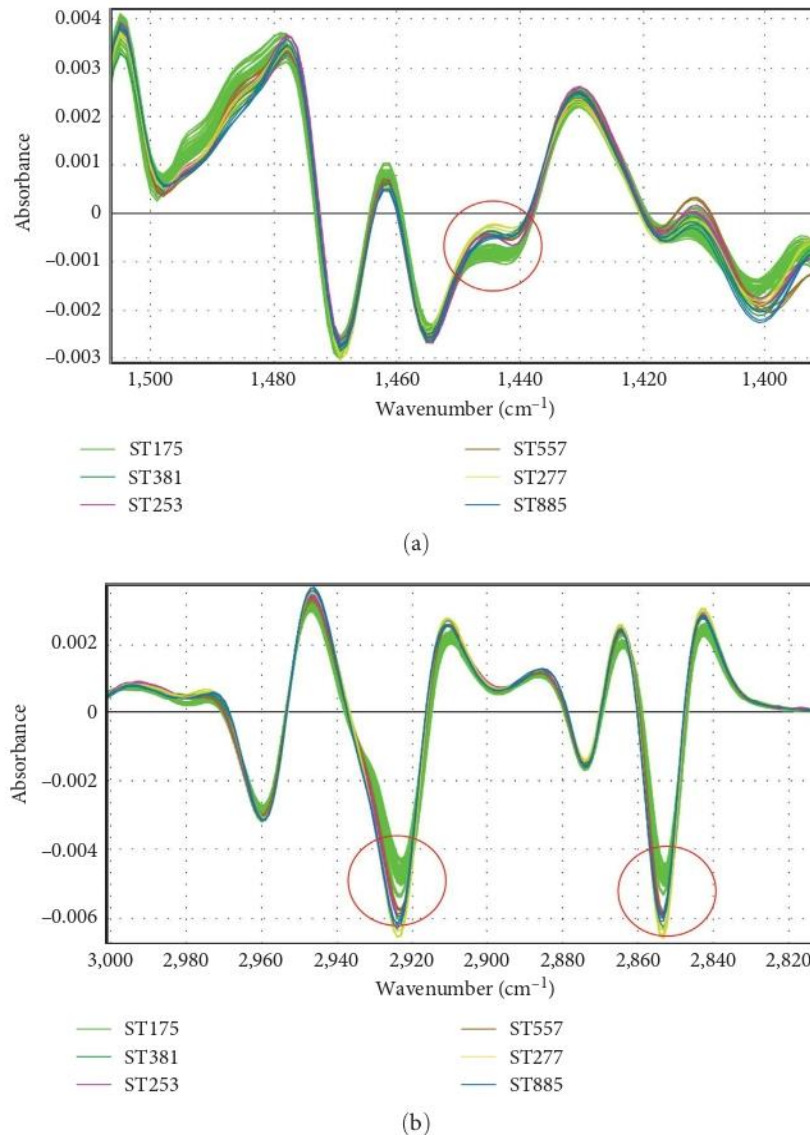 0.004
0.003
0.002
0.001
0
–0.001
–0.002
–0.003
Absorbance
1,500 1,480 1,460 1,440 1,420 1,400
Wavenumber (cm–1)
ST175 ST557
ST381 ST277
ST253 ST885
(a)
0.002
0
–0.002
–0.004
–0.006
Absorbance
3,000 2,980 2,960 2,940 2,920 2,900 2,880 2,860 2,840 2,820
Wavenumber (cm–1)
ST175 ST557
ST381 ST277
ST253 ST885
(b)